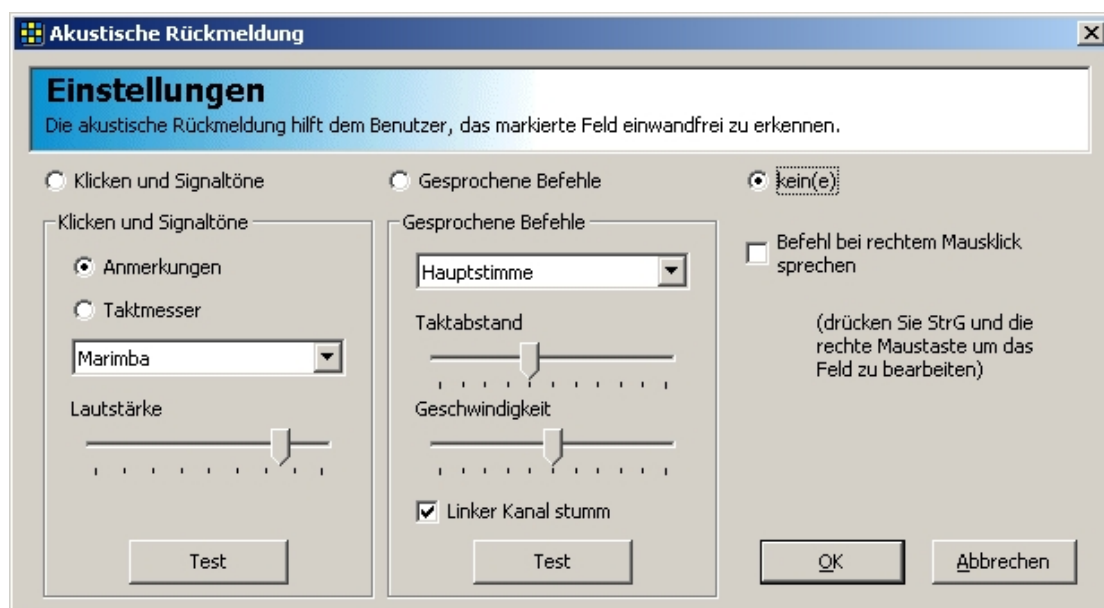 Akustische Rückmeldung
Einstellungen
Die akustische Rückmeldung hilft dem Benutzer, das markierte Feld einwandfrei zu erkennen.
Klicken und Signaltöne
Gesprochene Befehle
kein(e)
Klicken und Signaltöne
Anmerkungen
Taktmesser
Marimba
Lautstärke
Test
Gesprochene Befehle
Hauptstimme
Taktabstand
Geschwindigkeit
Linker Kanal stumm
Test
Befehl bei rechtem Mausklick
sprechen
(drücken Sie StrG und die
rechte Maustaste um das
Feld zu bearbeiten)
OK
Abbrechen